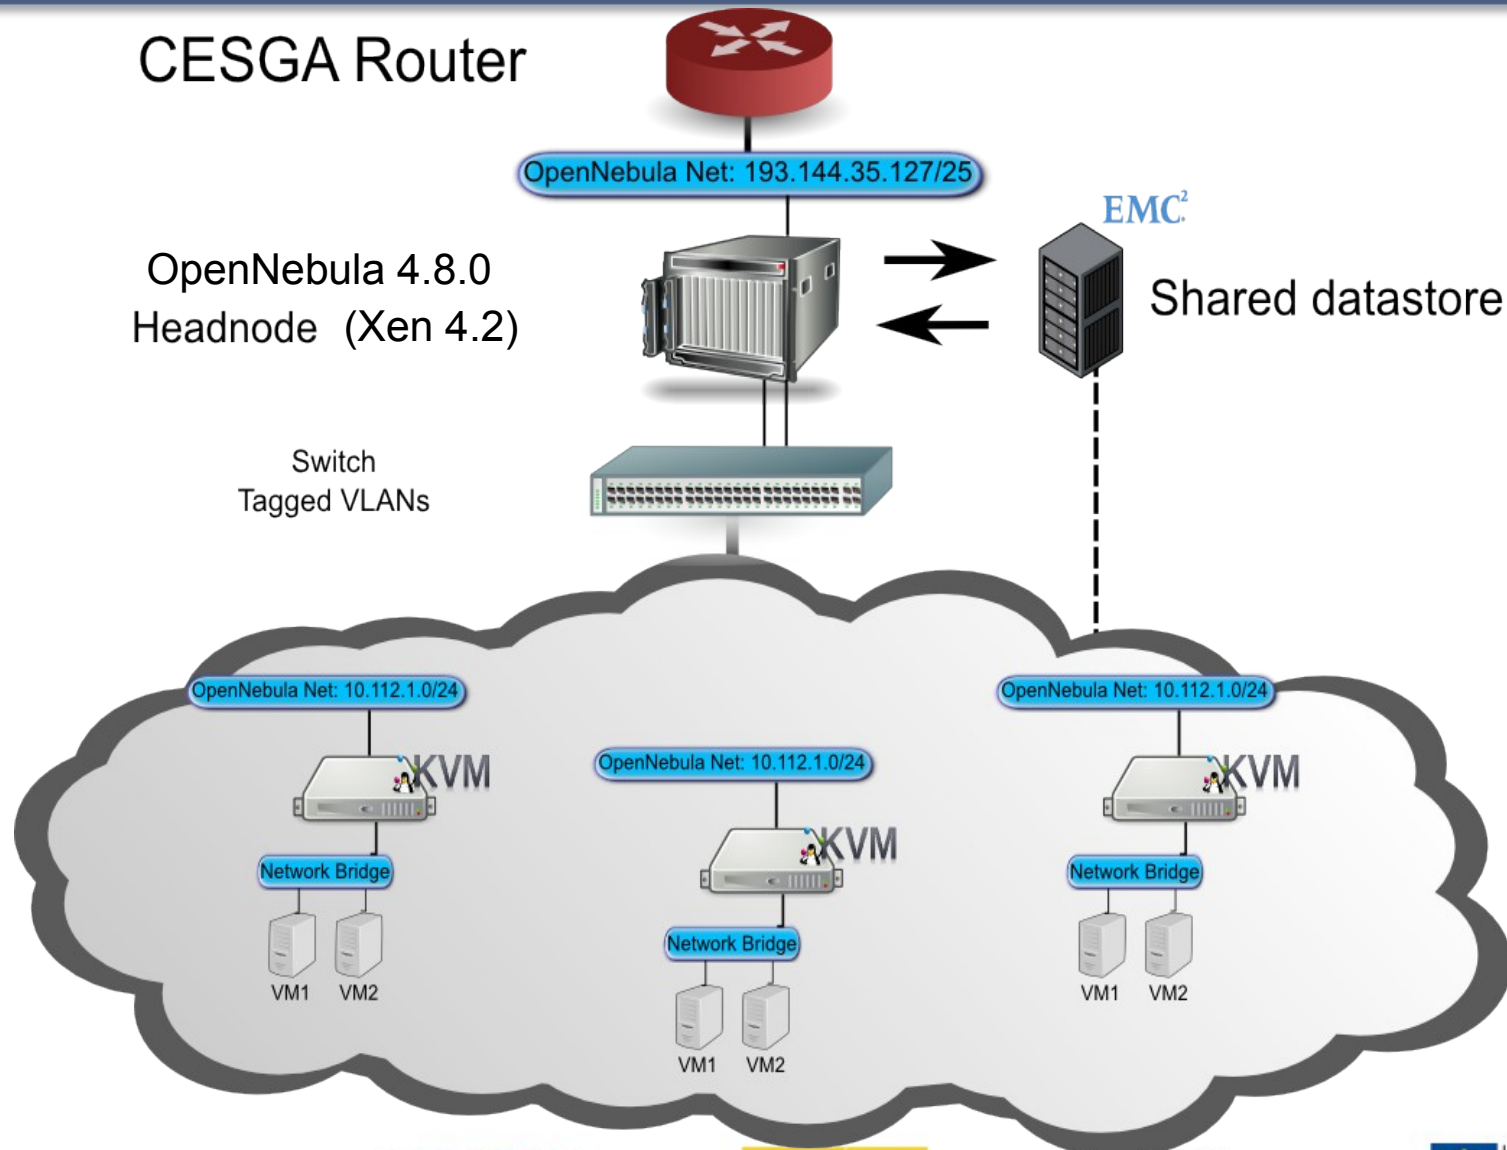 CESGA Router
OpenNebula Net: 193.144.35.127/25
EMC²
OpenNebula 4.8.0
Headnode (Xen 4.2)
Shared datastore
Switch
Tagged VLANs
OpenNebula Net: 10.112.1.0/24
OpenNebula Net: 10.112.1.0/24
OpenNebula Net: 10.112.1.0/24
KVM
KVM
KVM
Network Bridge
Network Bridge
Network Bridge
VM1 VM2
VM1 VM2
VM1 VM2